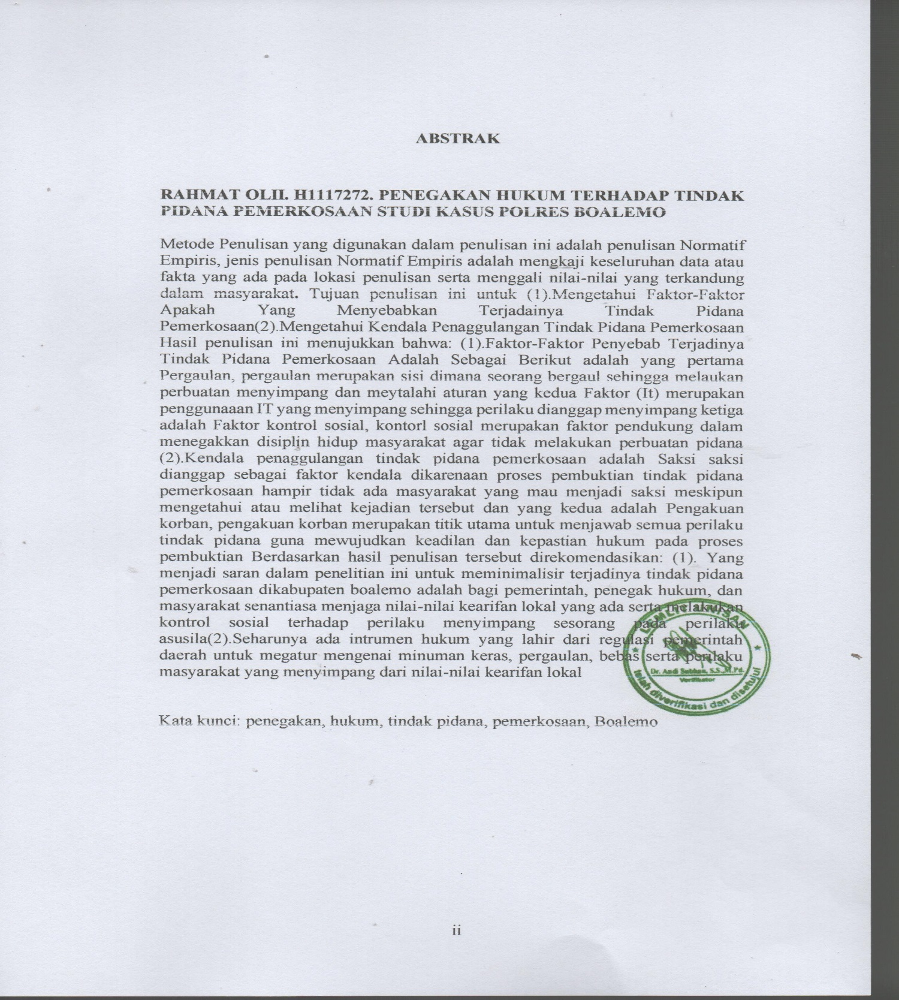 ABSTRAK
RAHMAT OLII. H1117272. PENEGAKAN HUKUM TERHADAP TINDAK
PIDANA PEMERKOSAAN STUDI KASUS POLRES BOALEMO
Metode Penulisan yang digunakan dalam penulisan ini adalah penulisan Normatif
Empiris, jenis penulisan Normatif Empiris adalah mengkaji keseluruhan data atau
fakta yang ada pada lokasi penulisan serta menggali nilai-nilai yang terkandung
dalam masyarakat. Tujuan penulisan ini untuk (1).Mengetahui Faktor-Faktor
Apakah Yang Menyebabkan Terjadainya Tindak Pidana
Pemerkosaan(2).Mengetahui Kendala Penaggulangan Tindak Pidana Pemerkosaan
Hasil penulisan ini menujukkan bahwa: (1).Faktor-Faktor Penyebab Terjadinya
Tindak Pidana Pemerkosaan Adalah Sebagai Berikut adalah yang pertama
Pergaulan, pergaulan merupakan sisi dimana seorang bergaul sehingga melaukan
perbuatan menyimpang dan meytalahi aturan yang kedua Faktor (It) merupakan
penggunaaan IT yang menyimpang sehingga perilaku dianggap menyimpang ketiga
adalah Faktor kontrol sosial, kontorl sosial merupakan faktor pendukung dalam
menegakkan disiplin hidup masyarakat agar tidak melakukan perbuatan pidana
(2).Kendala penaggulangan tindak pidana pemerkosaan adalah Saksi saksi
dianggap sebagai faktor kendala dikarenaan proses pembuktian tindak pidana
pemerkosaan hampir tidak ada masyarakat yang mau menjadi saksi meskipun
mengetahui atau melihat kejadian tersebut dan yang kedua adalah Pengakuan
korban, pengakuan korban merupakan titik utama untuk menjawab semua perilaku
tindak pidana guna mewujudkan keadilan dan kepastian hukum pada proses
pembuktian Berdasarkan hasil penulisan tersebut direkomendasikan: (1). Yang
menjadi saran dalam penelitian ini untuk meminimalisir terjadinya tindak pidana
pemerkosaan dikabupaten boalemo adalah bagi pemerintah, penegak hukum, dan
masyarakat senantiasa menjaga nilai-nilai kearifan lokal yang ada serta melakukan
kontrol sosial terhadap perilaku menyimpang sesorang pada perilaku
asusila(2).Seharunya ada intrumen hukum yang lahir dari regulasi pemerintah
daerah untuk megatur mengenai minuman keras, pergaulan, bebas serta perilaku
masyarakat yang menyimpang dari nilai-nilai kearifan lokal
Dr. Andi Subhan, S.S.,M.Pd.
Verifikator
telah diverifikasi dan disetujui
Kata kunci: penegakan, hukum, tindak pidana, pemerkosaan, Boalemo
ii